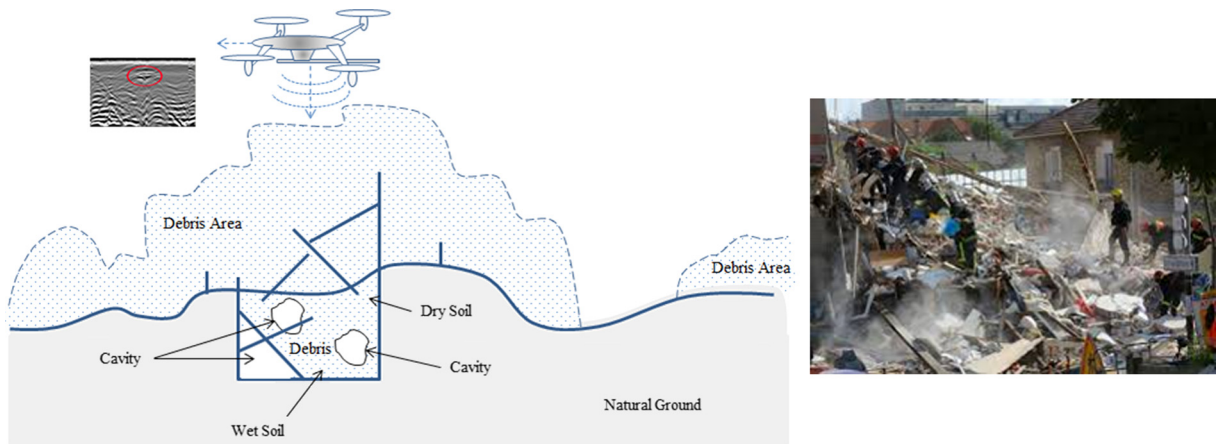 Debris Area
Debris Area
Dry Soil
Cavity
Debris
Cavity
Natural Ground
Wet Soil